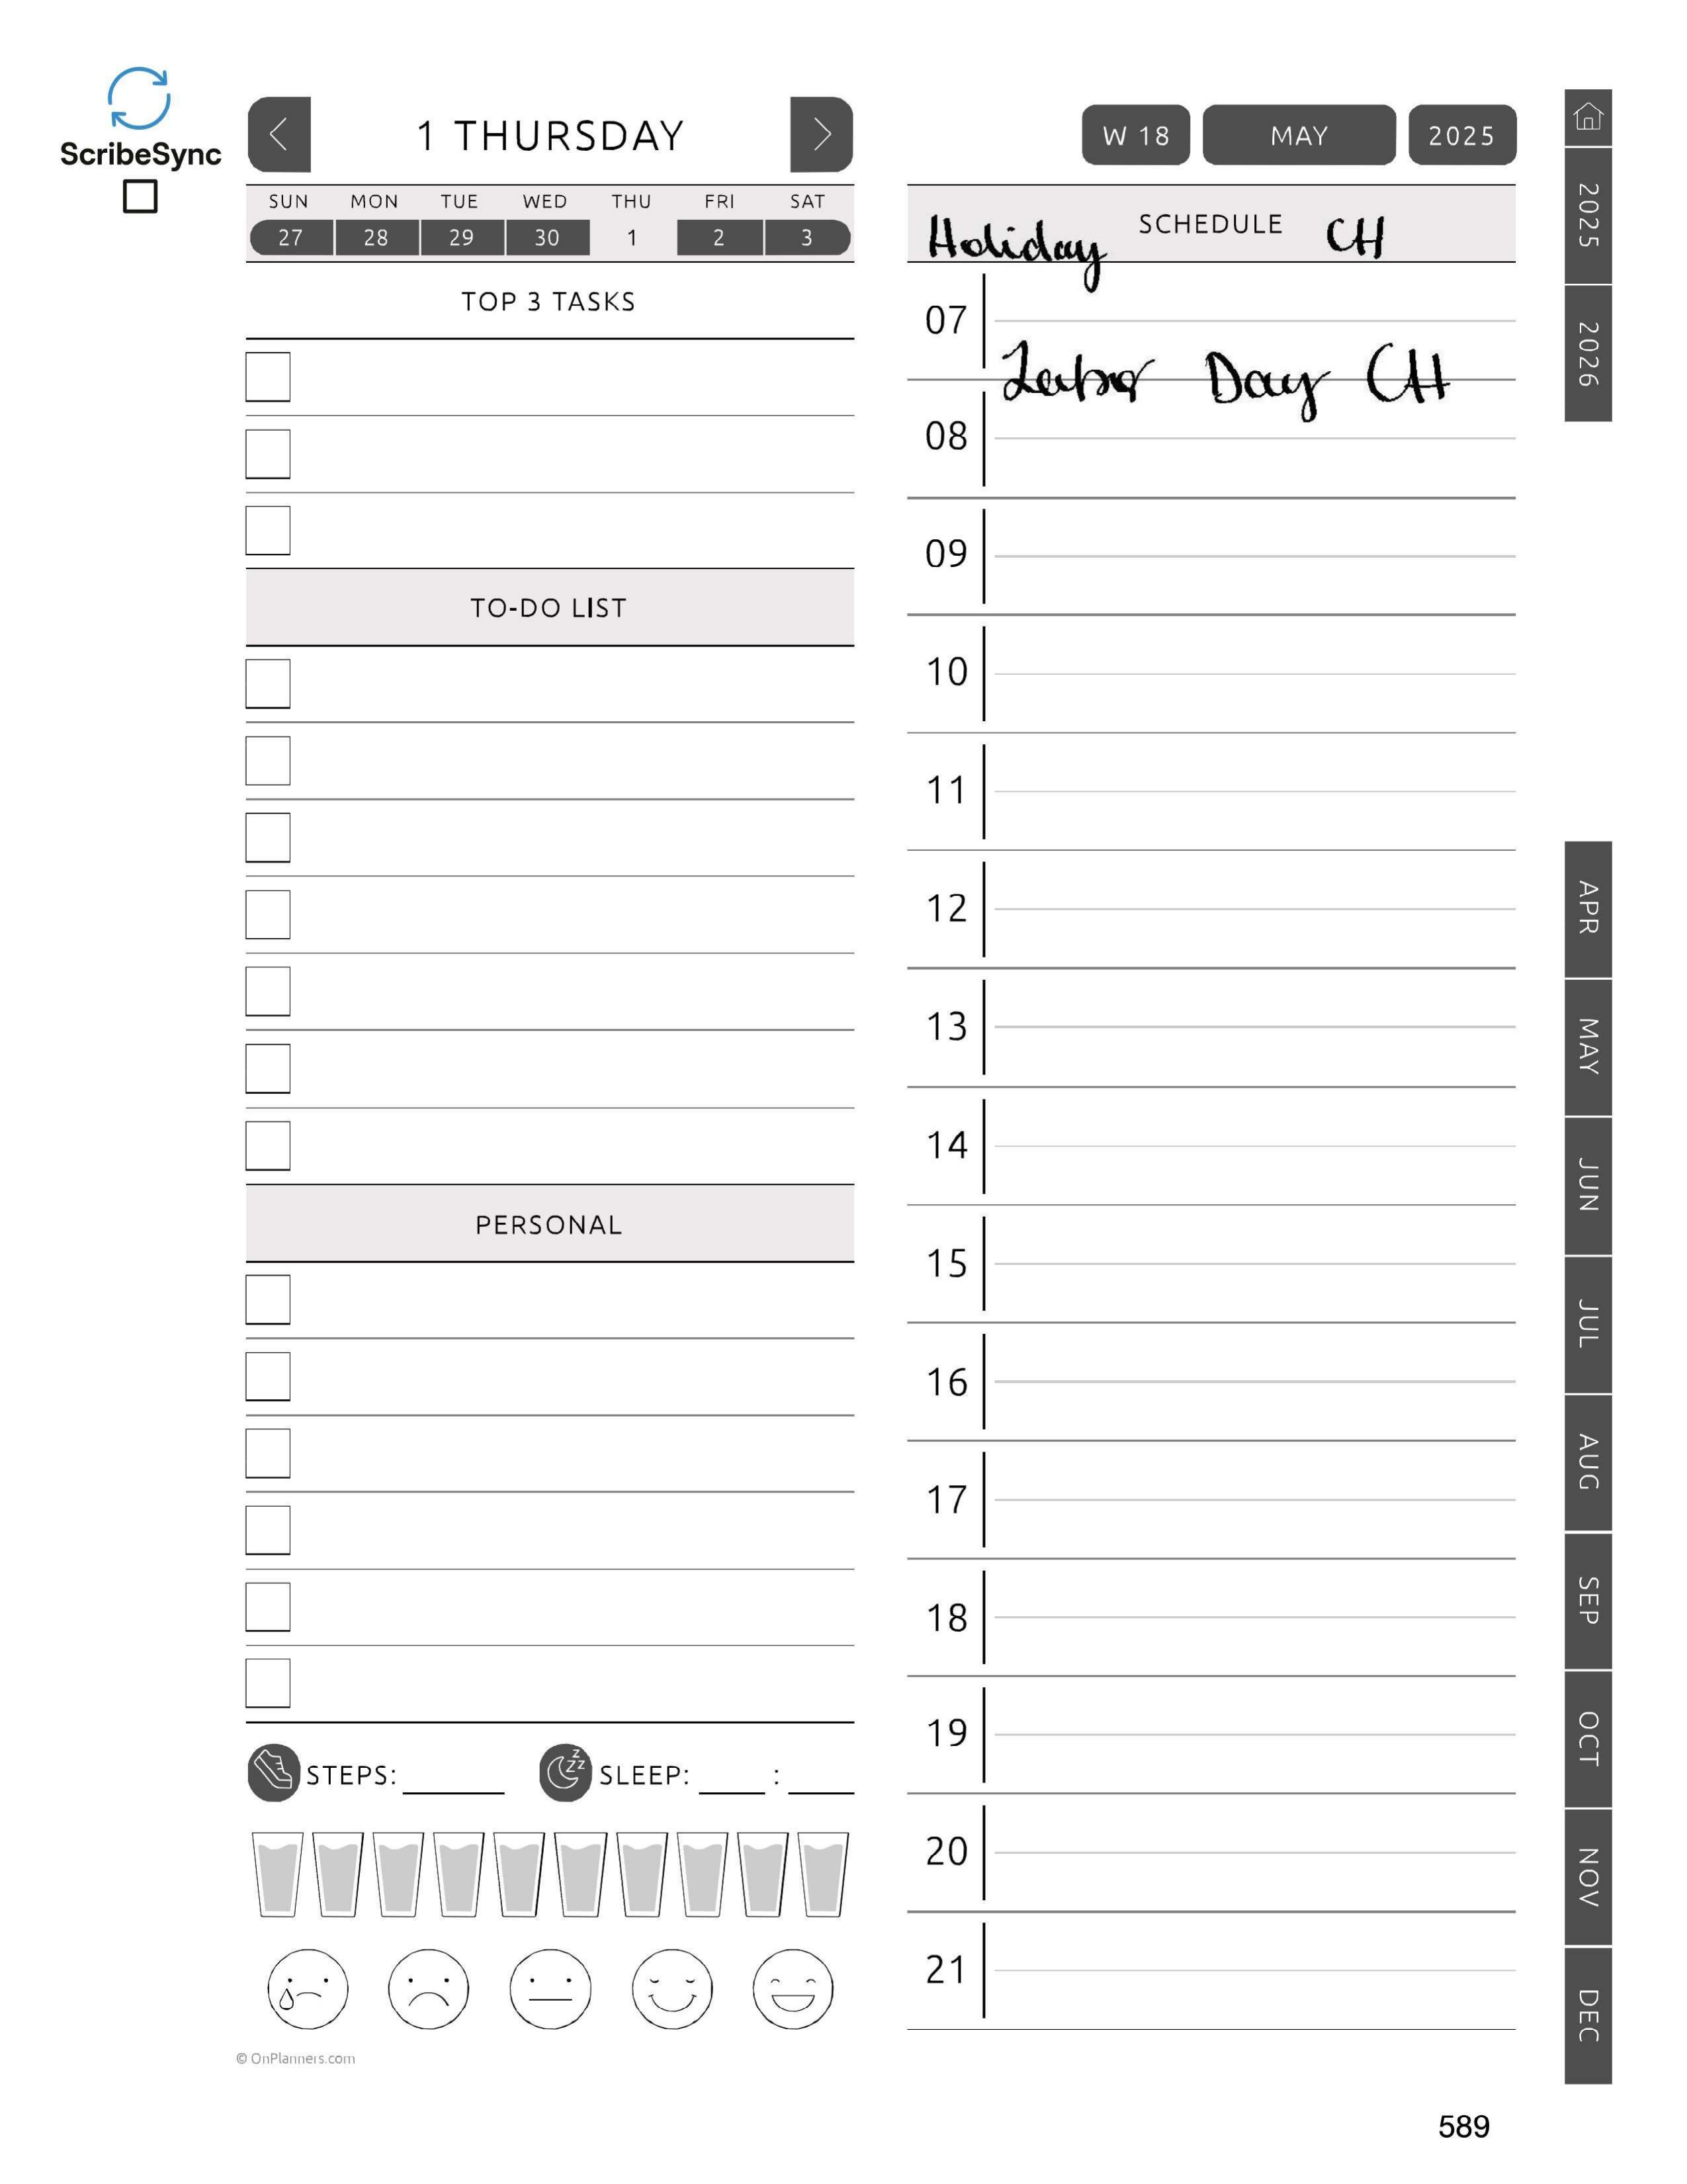 ScribeSync
1 THURSDAY
W 18 MAY 2025
SUN MON TUE WED THU FRI SAT
27 28 29 30 1 2 3
TOP 3 TASKS
TO-DO LIST
PERSONAL
STEPS: SLEEP: :
© OnPlanners.com
Holiday SCHEDULE CH
07
Labor Day CH
08
09
10
11
12
13
14
15
16
17
18
19
20
21
2025
2026
APR
MAY
JUN
JUL
AUG
SEP
OCT
NOV
DEC
589